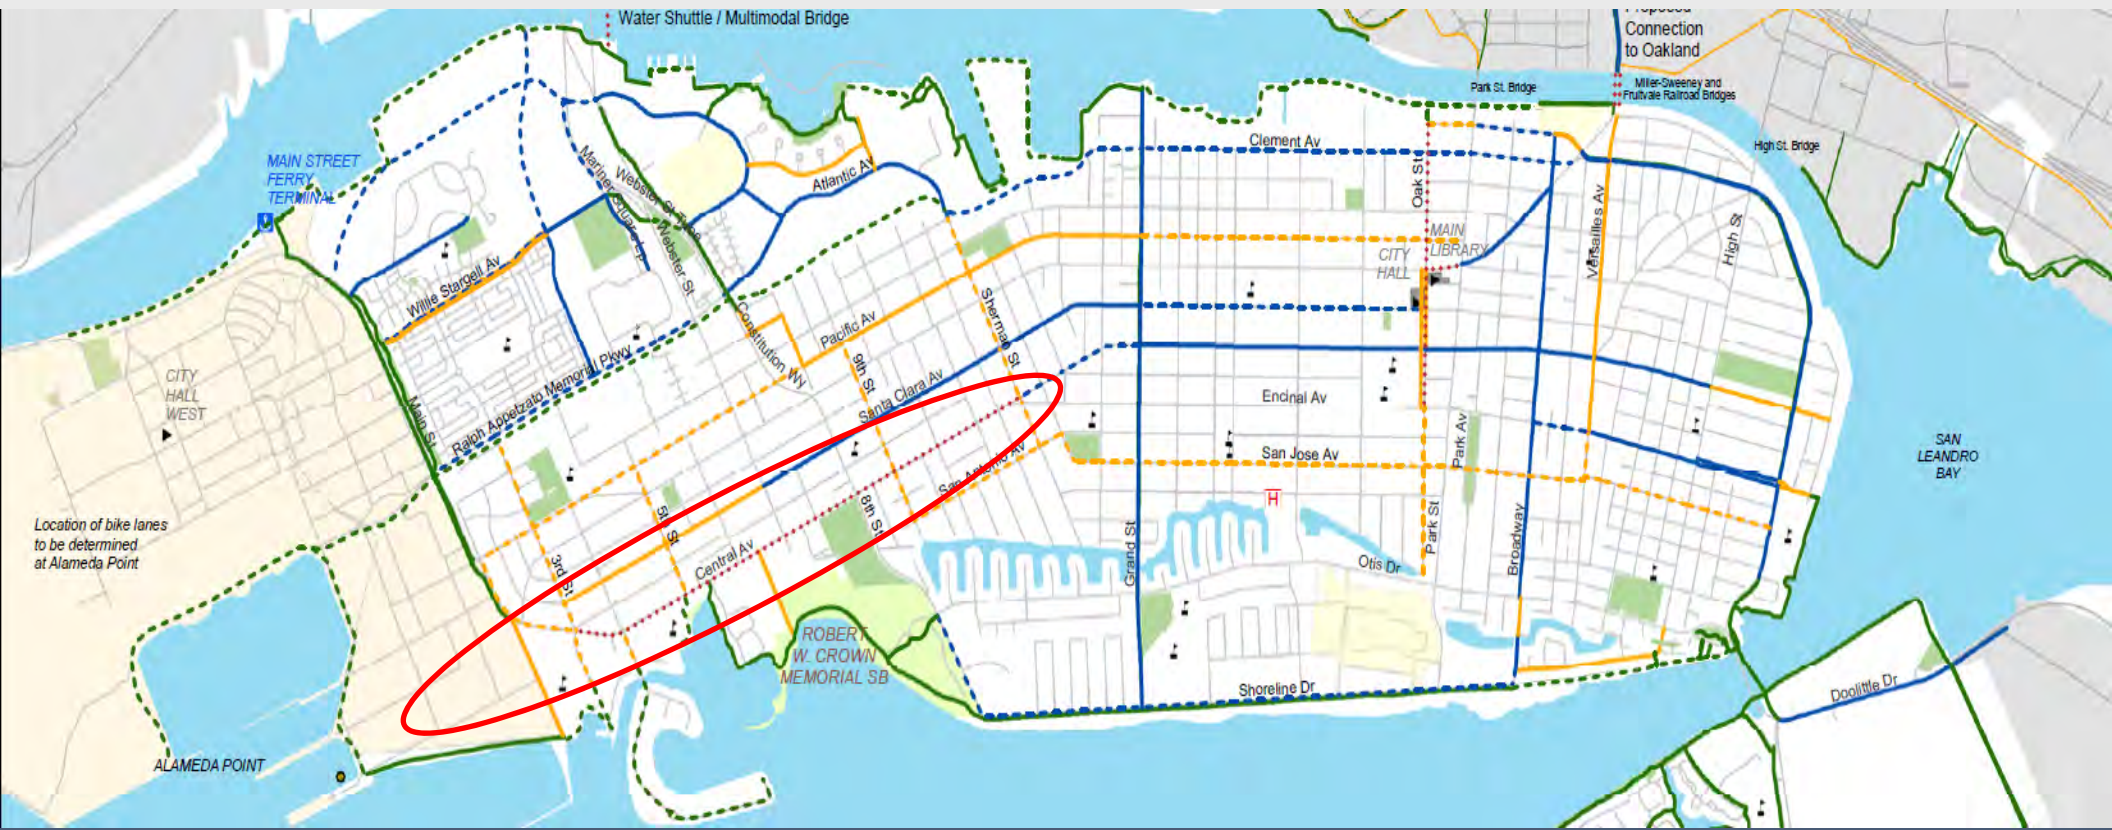 Water Shuttle / Multimodal Bridge
Proposed
Connection
to Oakland
Park St. Bridge
Miller-Sweeney and
Fruitvale Railroad Bridges
High St. Bridge
MAIN STREET
FERRY
TERMINAL
Mariner Square Lp
Webster St Tube
Webster St
Atlantic Av
Clement Av
Oak St
Versailles Av
High St
MAIN
LIBRARY
CITY
HALL
Willie Stargell Av
Constitution Wy
Pacific Av
Sherman St
CITY
HALL
WEST
Main St
Ralph Appetzato Memorial Pkwy
9th St
Santa Clara Av
Encinal Av
San Antonio Av
San Jose Av
Park Av
SAN
LEANDRO
BAY
H
Location of bike lanes
to be determined
at Alameda Point
3rd St
5th St
Central Av
8th St
Grand St
Park St
Broadway
Otis Dr
ROBERT
W. CROWN
MEMORIAL SB
Shoreline Dr
Doolittle Dr
ALAMEDA POINT